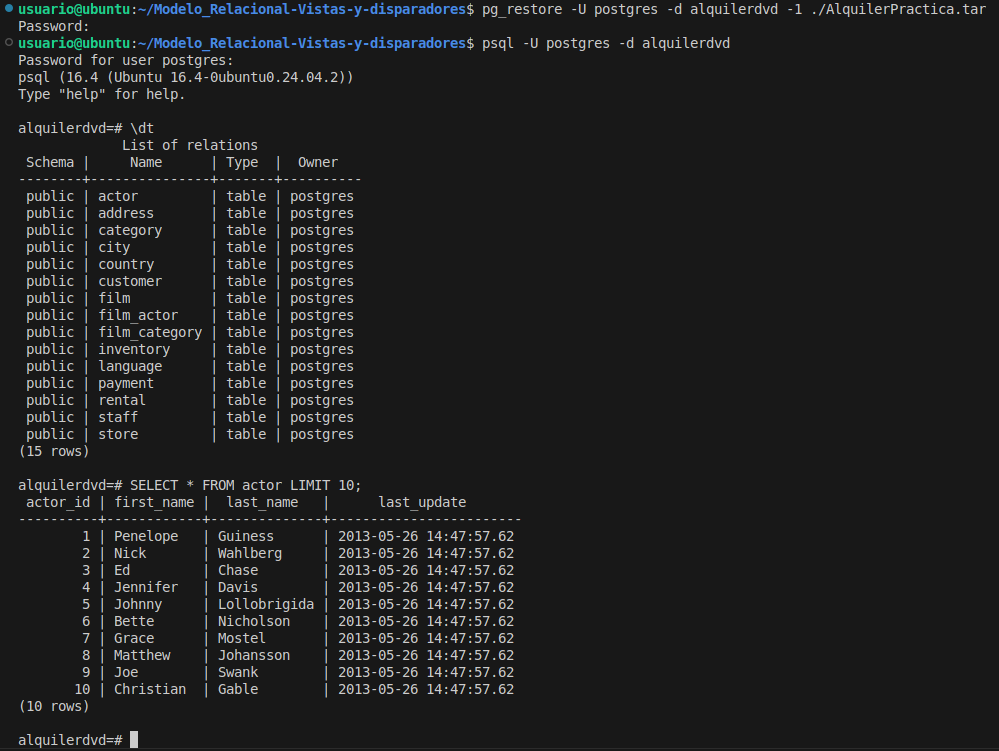 usuario@ubuntu:~/Modelo_Relacional-Vistas-y-disparadores$ pg_restore -U postgres -d alquilerdvd -1 ./AlquilerPractica.tar
Password:
usuario@ubuntu:~/Modelo_Relacional-Vistas-y-disparadores$ psql -U postgres -d alquilerdvd
Password for user postgres:
psql (16.4 (Ubuntu 16.4-0ubuntu0.24.04.2))
Type "help" for help.

alquilerdvd=# \dt
             List of relations
 Schema |     Name      | Type  |  Owner
--------+---------------+-------+----------
 public | actor         | table | postgres
 public | address       | table | postgres
 public | category      | table | postgres
 public | city          | table | postgres
 public | country       | table | postgres
 public | customer      | table | postgres
 public | film          | table | postgres
 public | film_actor    | table | postgres
 public | film_category | table | postgres
 public | inventory     | table | postgres
 public | language      | table | postgres
 public | payment       | table | postgres
 public | rental        | table | postgres
 public | staff         | table | postgres
 public | store         | table | postgres
(15 rows)

alquilerdvd=# SELECT * FROM actor LIMIT 10;
 actor_id | first_name |  last_name   |      last_update
----------+------------+--------------+------------------------
        1 | Penelope   | Guiness      | 2013-05-26 14:47:57.62
        2 | Nick       | Wahlberg     | 2013-05-26 14:47:57.62
        3 | Ed         | Chase        | 2013-05-26 14:47:57.62
        4 | Jennifer   | Davis        | 2013-05-26 14:47:57.62
        5 | Johnny     | Lollobrigida | 2013-05-26 14:47:57.62
        6 | Bette      | Nicholson    | 2013-05-26 14:47:57.62
        7 | Grace      | Mostel       | 2013-05-26 14:47:57.62
        8 | Matthew    | Johansson    | 2013-05-26 14:47:57.62
        9 | Joe        | Swank        | 2013-05-26 14:47:57.62
       10 | Christian  | Gable        | 2013-05-26 14:47:57.62
(10 rows)

alquilerdvd=#